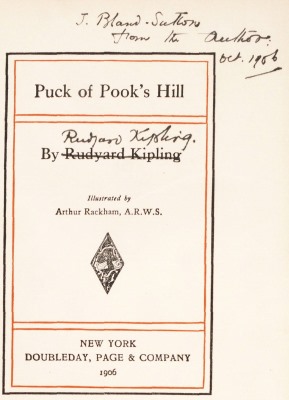 J. Bland-Sutton
from the author.
Oct. 1906
Puck of Pook's Hill
Rudyard Kipling.
By Rudyard Kipling
Illustrated by
Arthur Rackham, A.R.W.S.
NEW YORK
DOUBLEDAY, PAGE & COMPANY
1906